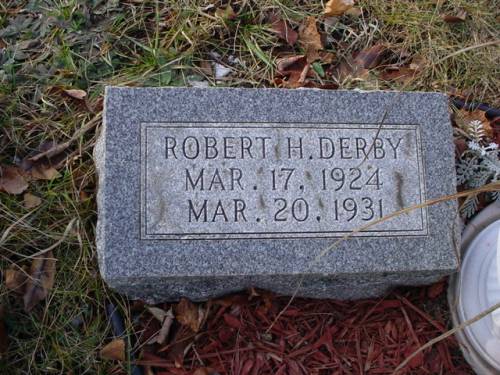 ROBERT H. DERBY
MAR. 17, 1924
MAR. 20, 1931